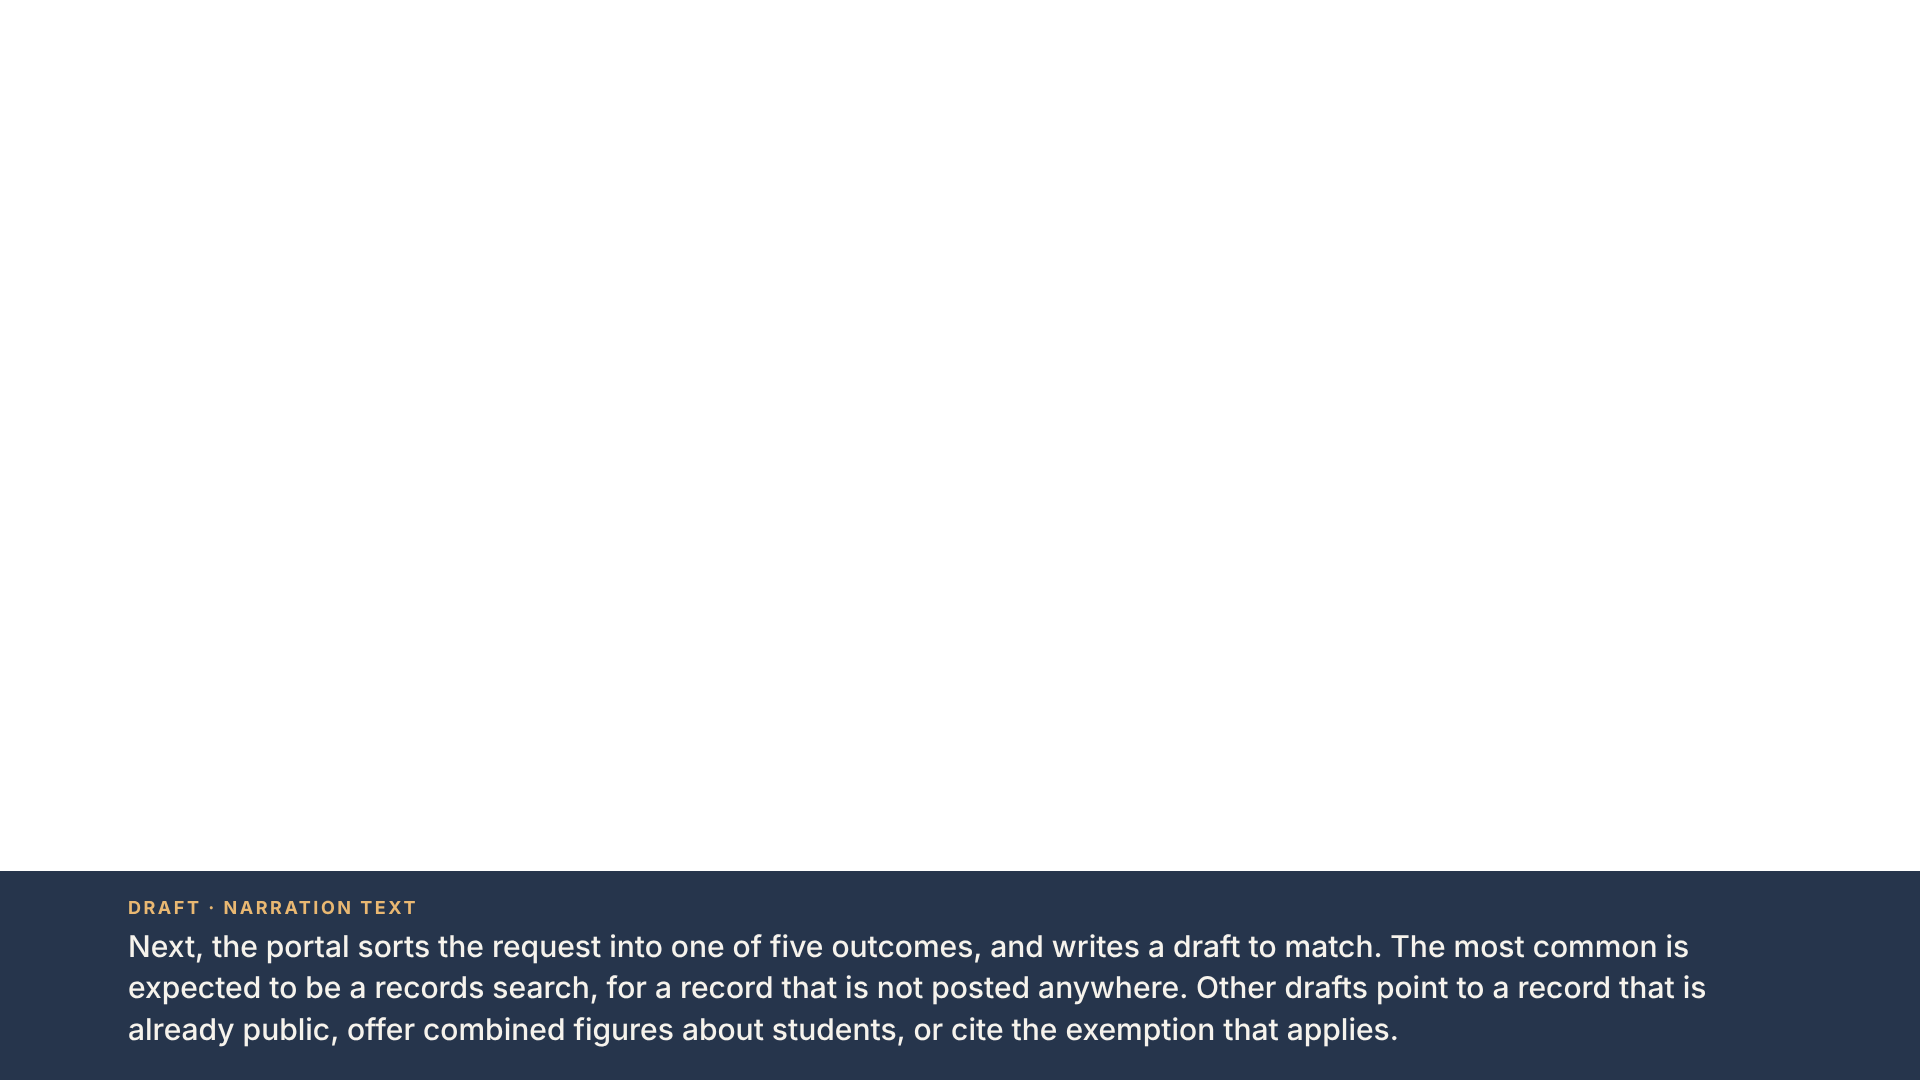 DRAFT · NARRATION TEXT
Next, the portal sorts the request into one of five outcomes, and writes a draft to match. The most common is
expected to be a records search, for a record that is not posted anywhere. Other drafts point to a record that is
already public, offer combined figures about students, or cite the exemption that applies.